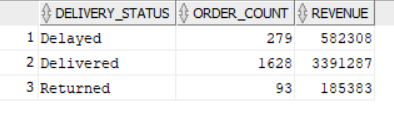 DELIVERY_STATUS ORDER_COUNT REVENUE
1 Delayed 279 582308
2 Delivered 1628 3391287
3 Returned 93 185383